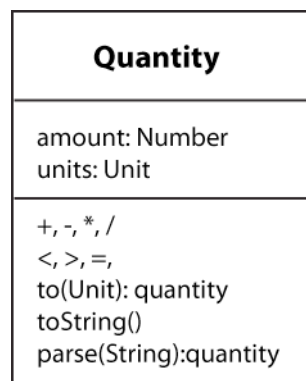 Quantity
amount: Number
units: Unit
+, -, *, /
<, >, =,
to(Unit): quantity
toString()
parse(String):quantity